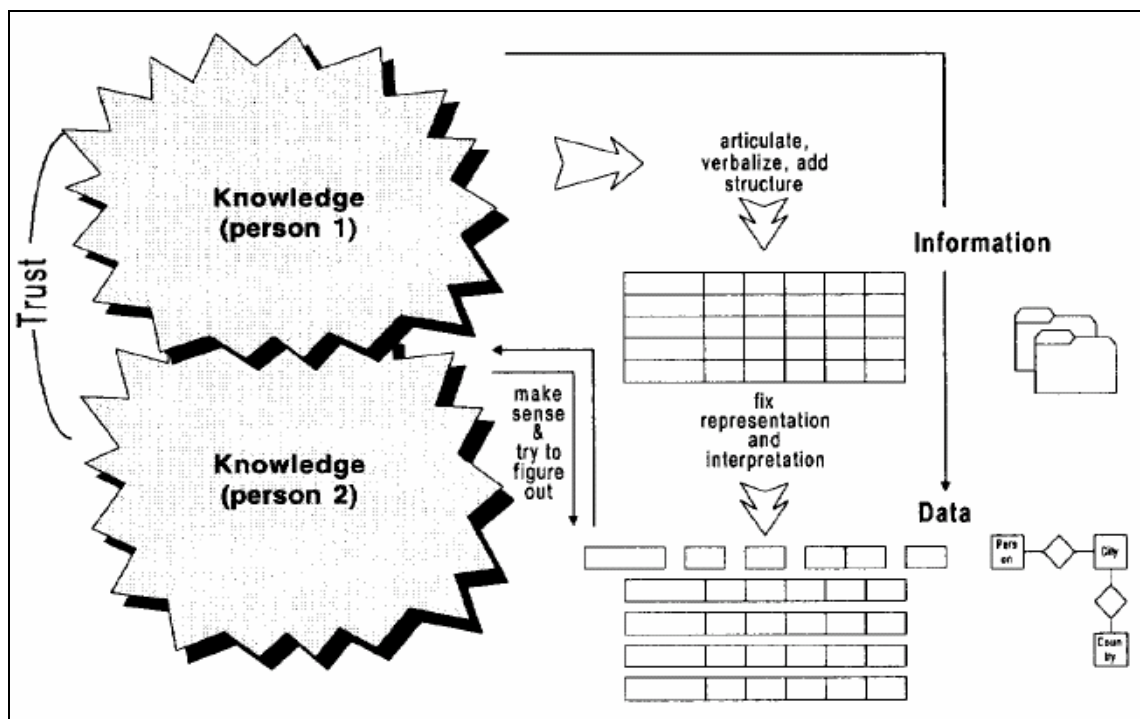 Trust
Knowledge
(person 1)
articulate,
verbalize, add
structure
Information
Knowledge
(person 2)
make
sense
&
try to
figure
out
fix
representation
and
interpretation
Data
Pers
on
City
Coun
try